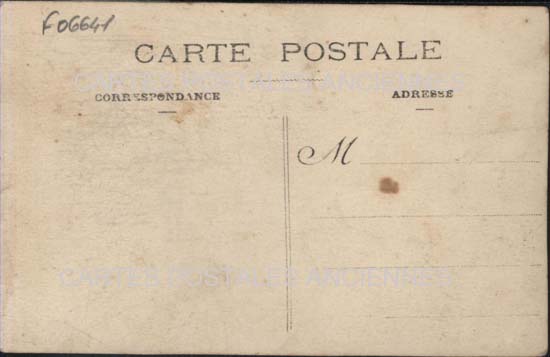 F06641
CARTE POSTALE
CARTES POSTALES ANCIENNES
CORRESPONDANCE
ADRESSE
M
CARTES POSTALES ANCIENNES